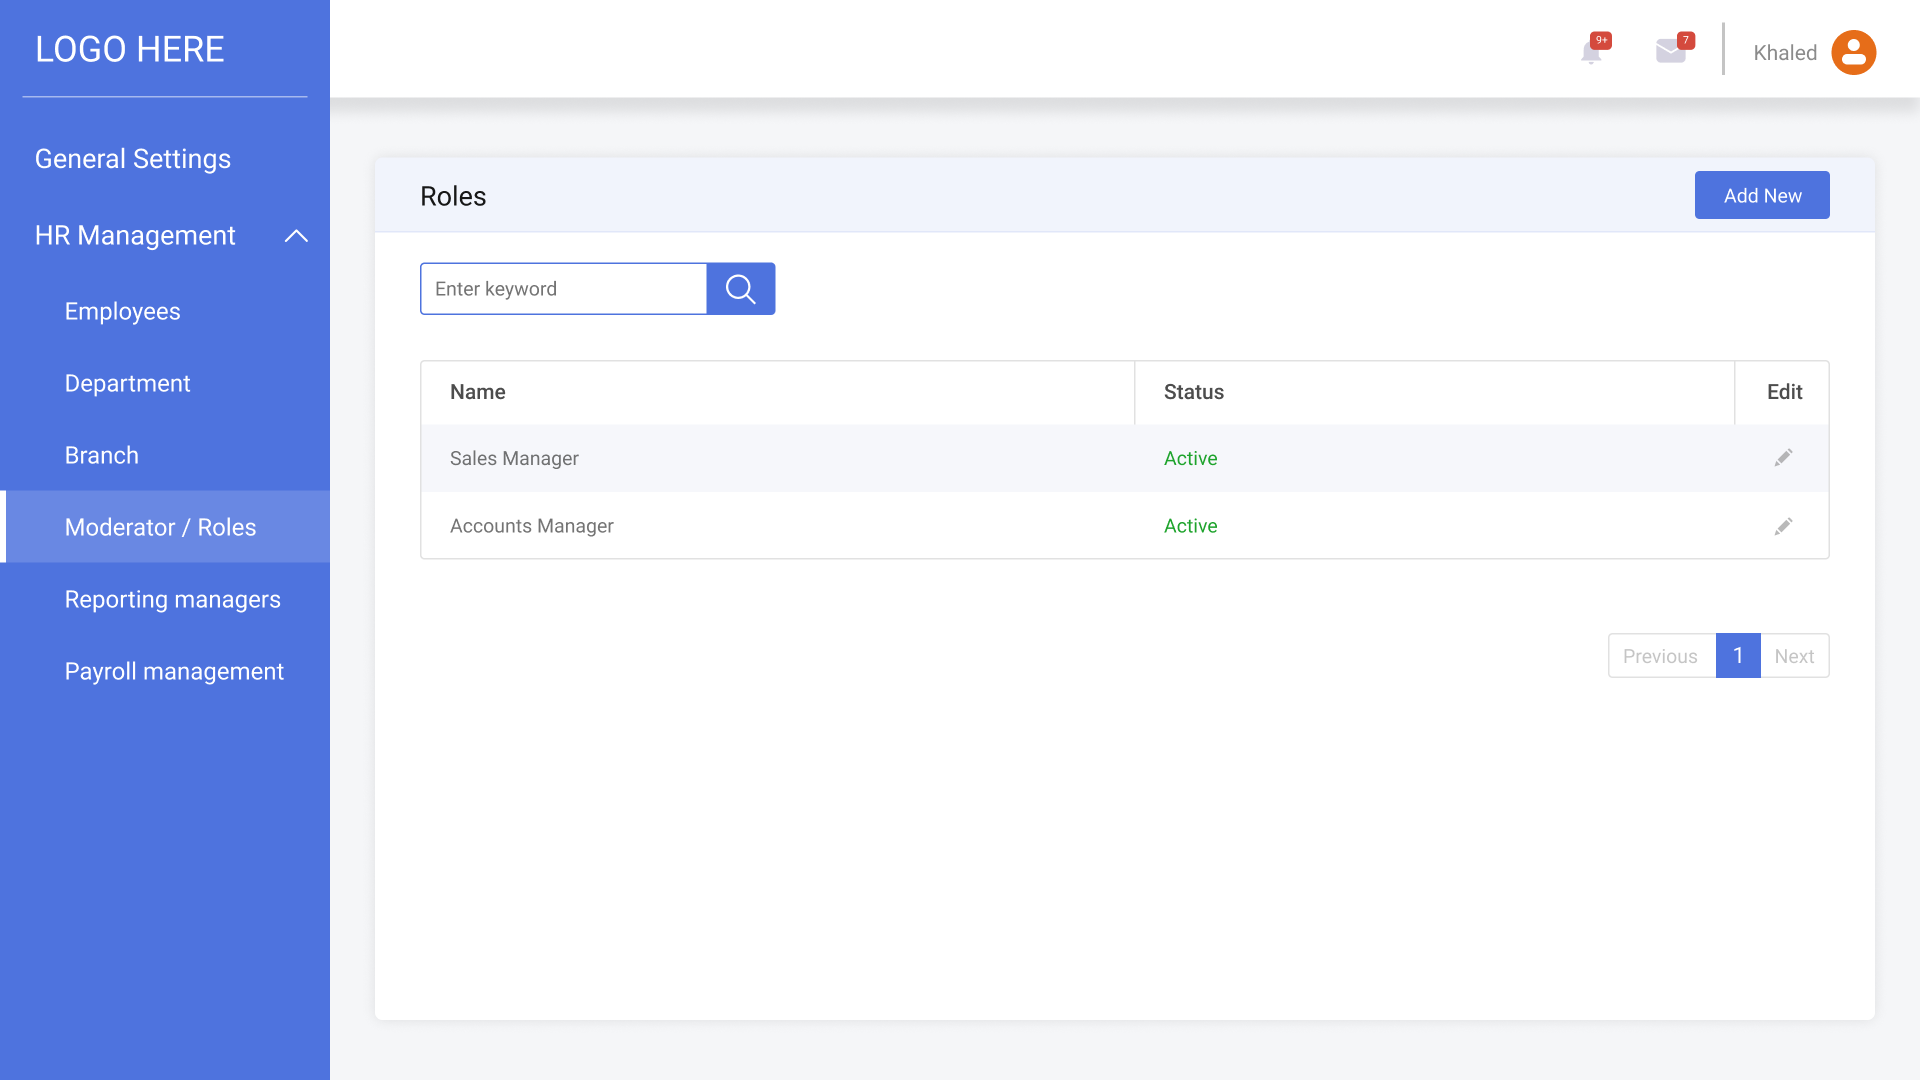 LOGO HERE
9+
7
Khaled
General Settings
HR Management
Employees
Department
Branch
Moderator / Roles
Reporting managers
Payroll management
Roles
Add New
Enter keyword
Name Status Edit
Sales Manager Active
Accounts Manager Active
Previous 1 Next